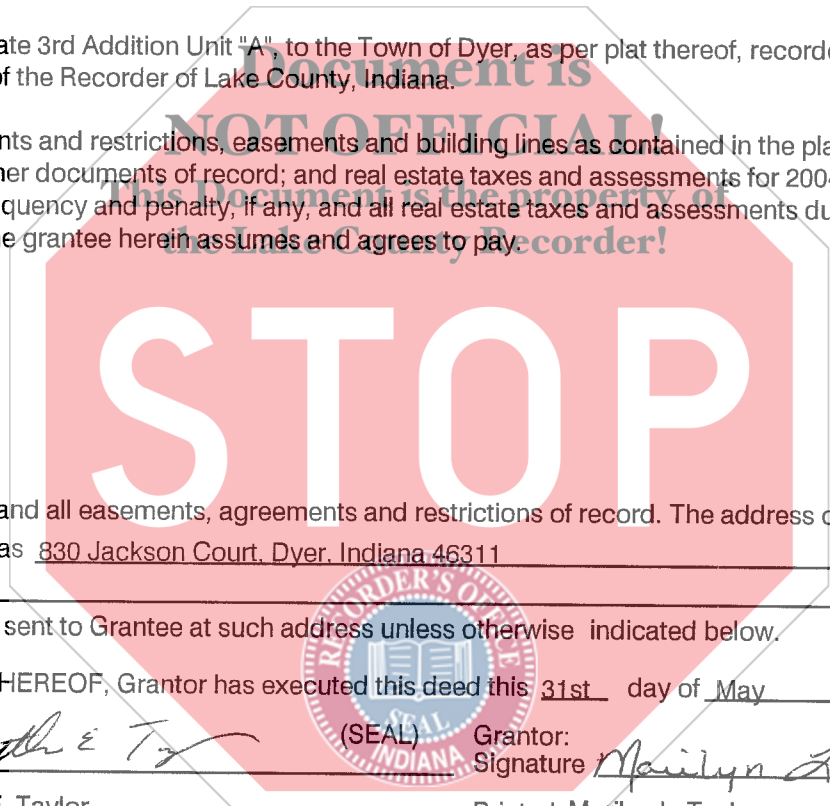 ate 3rd Addition Unit "A", to the Town of Dyer, as per plat thereof, recorde
Document is
of the Recorder of Lake County, Indiana.
NOT OFFICIAL!
nts and restrictions, easements and building lines as contained in the pla
her documents of record; and real estate taxes and assessments for 2004
This Document is the property of
quency and penalty, if any, and all real estate taxes and assessments du
e grantee herein assumes and agrees to pay.
the Lake County Recorder!
STOP
and all easements, agreements and restrictions of record. The address o
as 830 Jackson Court, Dyer, Indiana 46311
RECORDER'S OFFICE
sent to Grantee at such address unless otherwise indicated below.
HEREOF, Grantor has executed this deed this 31st day of May
SEAL
(SEAL) Grantor:
INDIANA
Signature Marilyn
Taylor